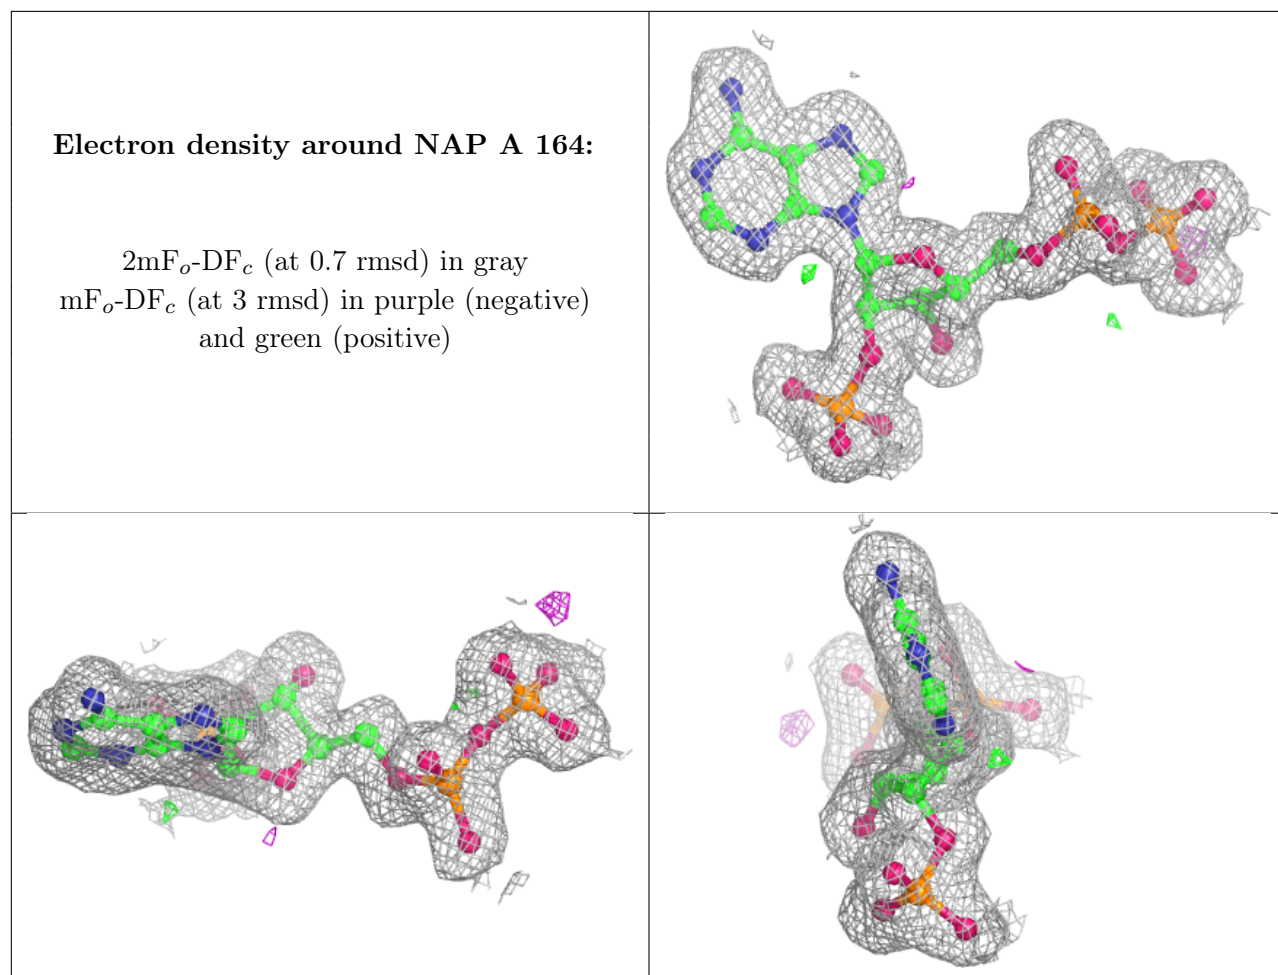 Electron density around NAP A 164:
2mFo-DFc (at 0.7 rmsd) in gray
mFo-DFc (at 3 rmsd) in purple (negative)
and green (positive)